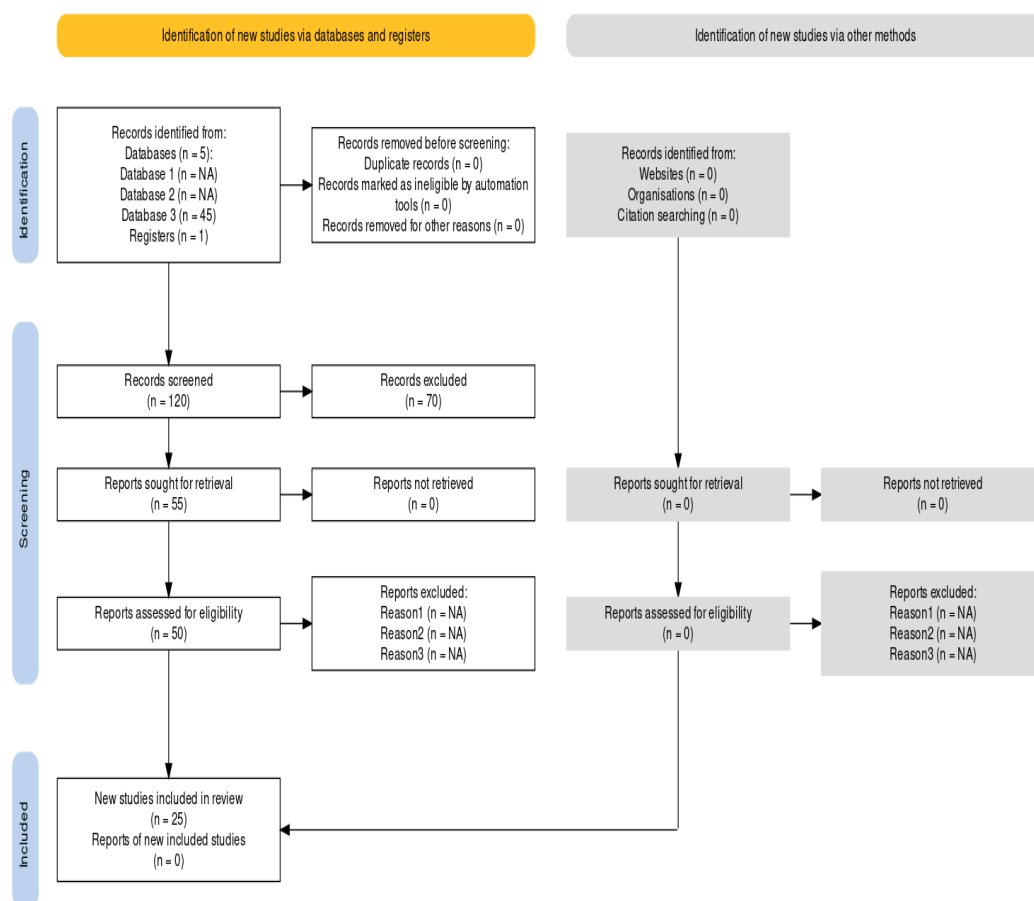 Identification of new studies via databases and registers
Identification of new studies via other methods
Identification
Records identified from:
Databases (n = 5):
Database 1 (n = NA)
Database 2 (n = NA)
Database 3 (n = 45)
Registers (n = 1)
Records removed before screening:
Duplicate records (n = 0)
Records marked as ineligible by automation
tools (n = 0)
Records removed for other reasons (n = 0)
Records identified from:
Websites (n = 0)
Organisations (n = 0)
Citation searching (n = 0)
Screening
Records screened
(n = 120)
Records excluded
(n = 70)
Reports sought for retrieval
(n = 55)
Reports not retrieved
(n = 0)
Reports sought for retrieval
(n = 0)
Reports not retrieved
(n = 0)
Reports assessed for eligibility
(n = 50)
Reports excluded:
Reason1 (n = NA)
Reason2 (n = NA)
Reason3 (n = NA)
Reports assessed for eligibility
(n = 0)
Reports excluded:
Reason1 (n = NA)
Reason2 (n = NA)
Reason3 (n = NA)
Included
New studies included in review
(n = 25)
Reports of new included studies
(n = 0)